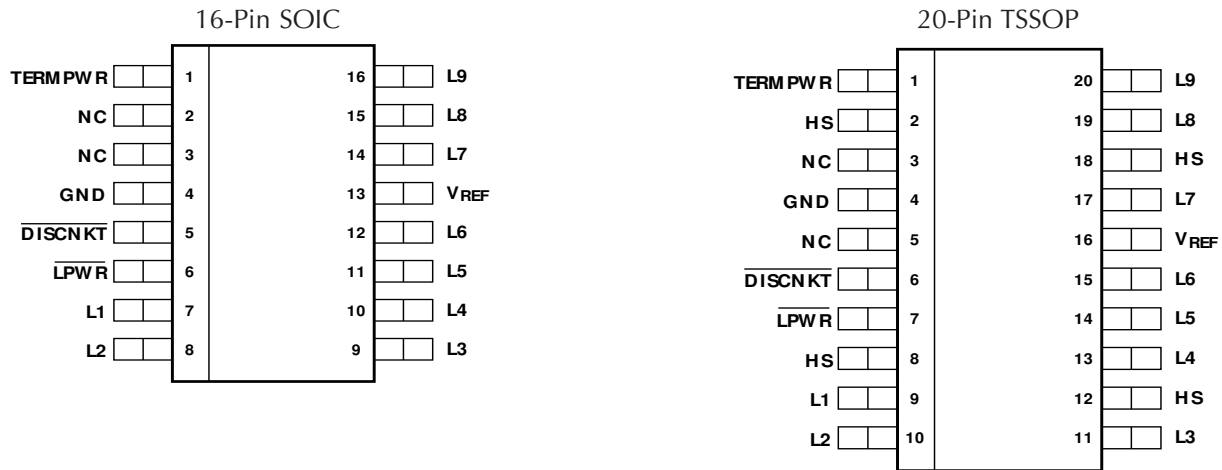 16-Pin SOIC
TERMPWR 1 16 L9
NC 2 15 L8
NC 3 14 L7
GND 4 13 VREF
DISCNKT 5 12 L6
LPWR 6 11 L5
L1 7 10 L4
L2 8 9 L3
20-Pin TSSOP
TERMPWR 1 20 L9
HS 2 19 L8
NC 3 18 HS
GND 4 17 L7
NC 5 16 VREF
DISCNKT 6 15 L6
LPWR 7 14 L5
HS 8 13 L4
L1 9 12 HS
L2 10 11 L3